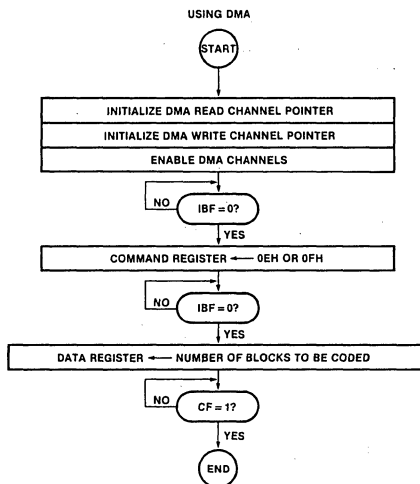 USING DMA
START
INITIALIZE DMA READ CHANNEL POINTER
INITIALIZE DMA WRITE CHANNEL POINTER
ENABLE DMA CHANNELS
IBF = 0?
NO
YES
COMMAND REGISTER ← 0EH OR 0FH
IBF = 0?
NO
YES
DATA REGISTER ← NUMBER OF BLOCKS TO BE CODED
CF = 1?
NO
YES
END